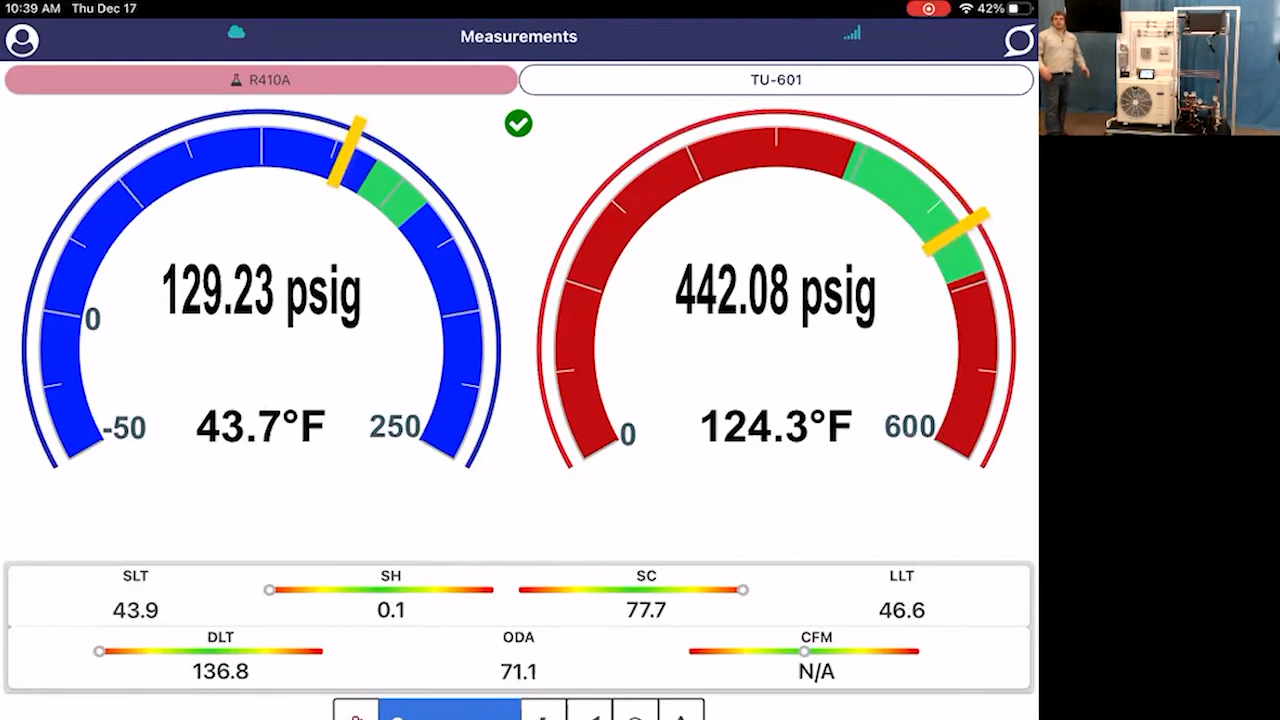 10:39 AM Thu Dec 17
42%
Measurements
R410A
TU-601
129.23 psig
0
-50
43.7°F
250
442.08 psig
0
124.3°F
600
SLT
SH
SC
LLT
43.9
0.1
77.7
46.6
DLT
ODA
CFM
136.8
71.1
N/A